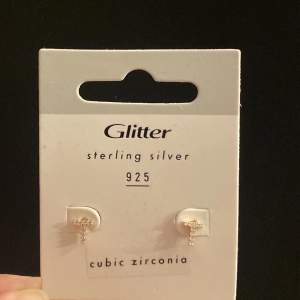 Glitter
sterling silver
925
cubic zirconia